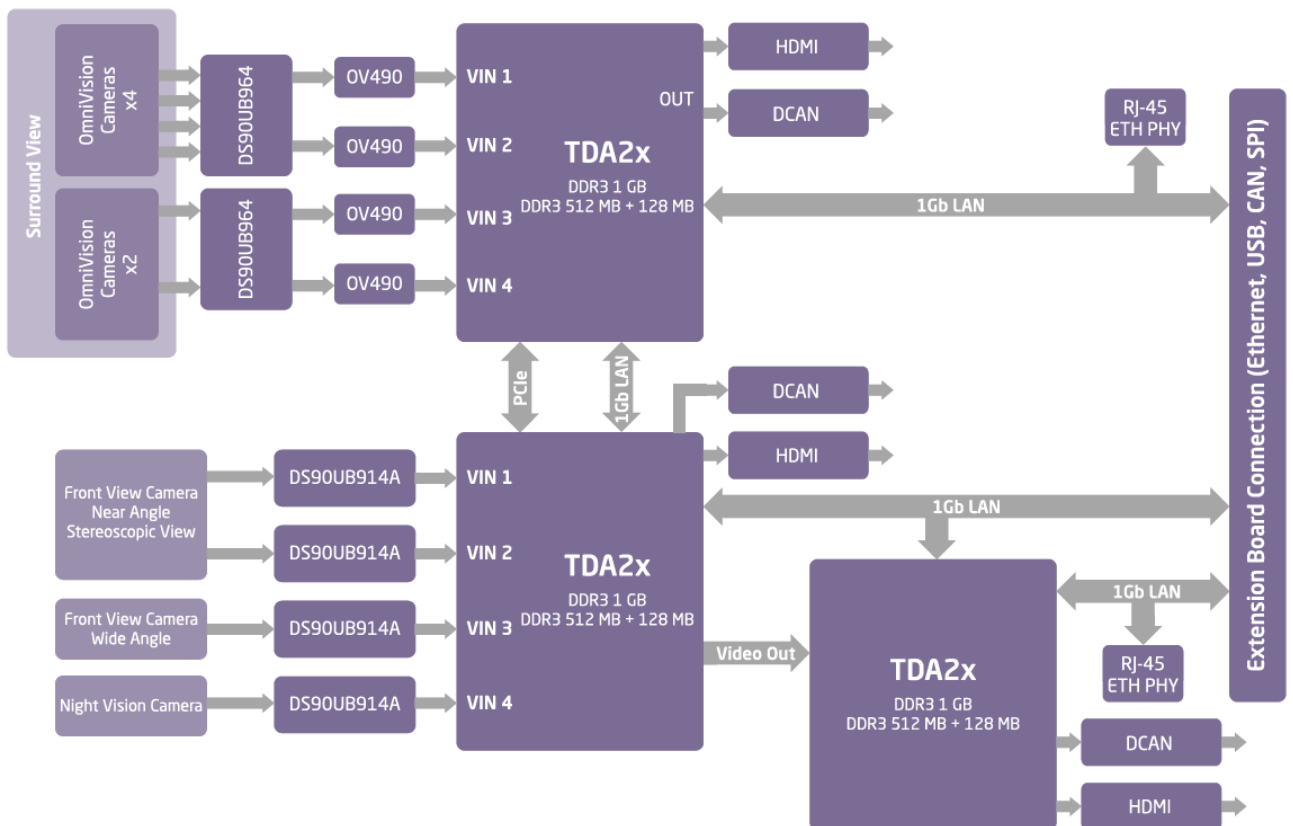 Surround View
OmniVision
Cameras
x4
DS90UB964
OV490
OV490
OmniVision
Cameras
x2
DS90UB964
OV490
OV490
VIN 1
VIN 2
VIN 3
VIN 4
OUT
TDA2x
DDR3 1 GB
DDR3 512 MB + 128 MB
HDMI
DCAN
RJ-45
ETH PHY
1Gb LAN
Extension Board Connection (Ethernet, USB, CAN, SPI)
PCIe
1Gb LAN
DCAN
HDMI
Front View Camera
Near Angle
Stereoscopic View
Front View Camera
Wide Angle
Night Vision Camera
DS90UB914A
DS90UB914A
DS90UB914A
DS90UB914A
VIN 1
VIN 2
VIN 3
VIN 4
TDA2x
DDR3 1 GB
DDR3 512 MB + 128 MB
1Gb LAN
Video Out
TDA2x
DDR3 1 GB
DDR3 512 MB + 128 MB
1Gb LAN
RJ-45
ETH PHY
DCAN
HDMI